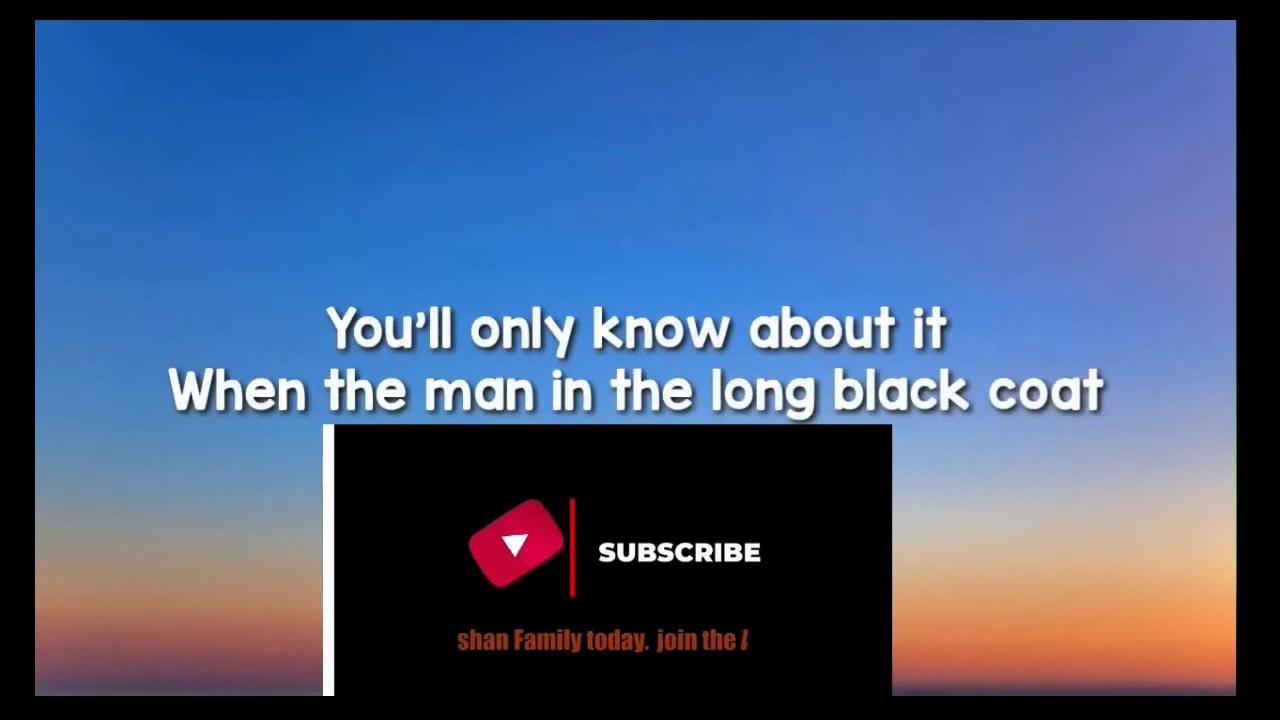 You'll only know about it
When the man in the long black coat
SUBSCRIBE
shan Family today. join the